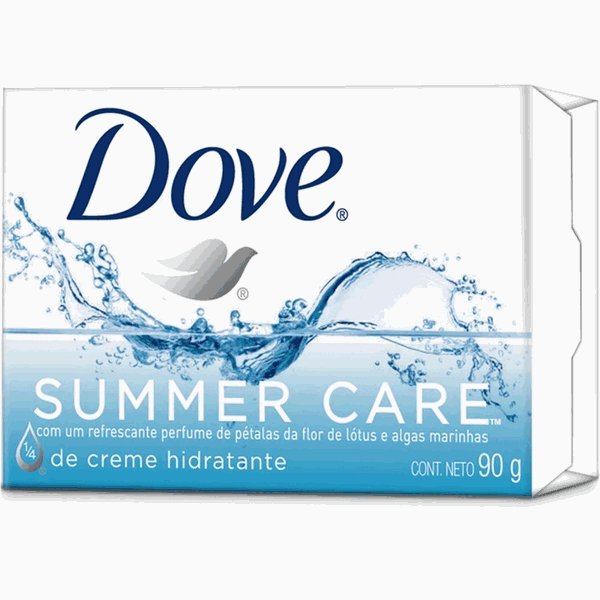 Dove®
®
SUMMER CARE™
com um refrescante perfume de pétalas da flor de lótus e algas marinhas
1/4 de creme hidratante
CONT. NETO 90 g